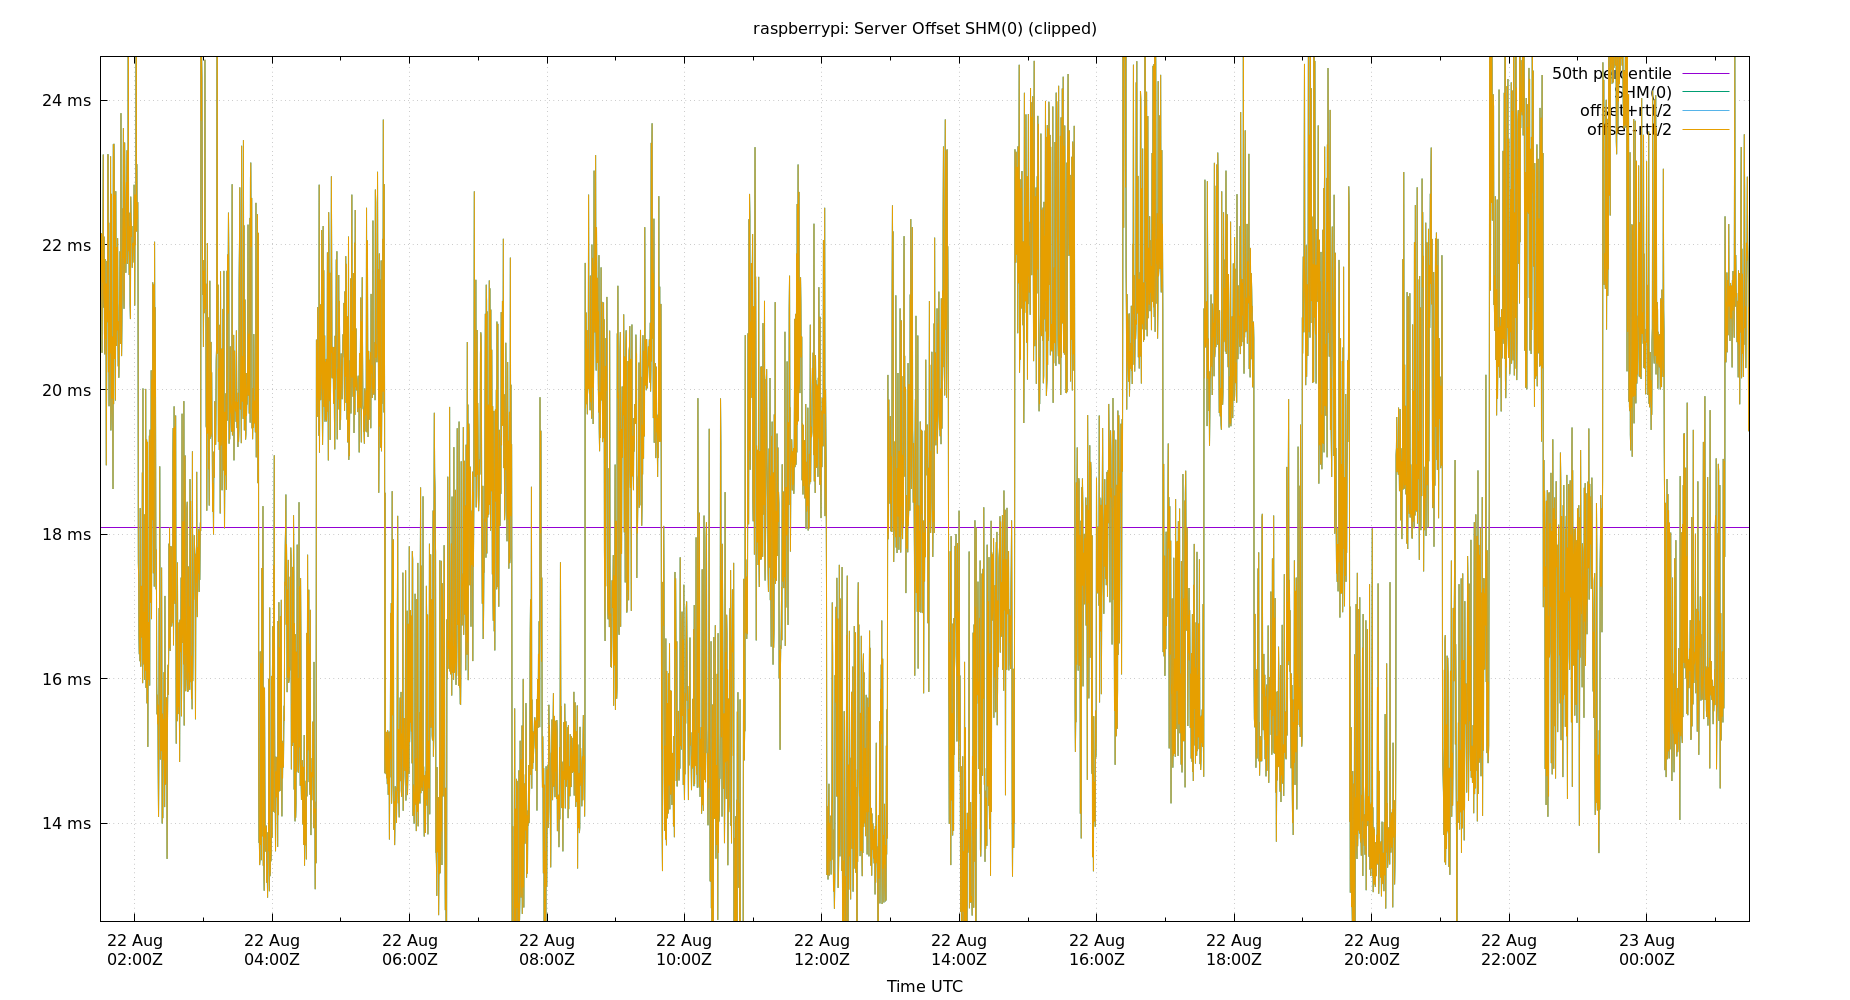 raspberrypi: Server Offset SHM(0) (clipped)
50th percentile
SHM(0)
offset+rtt/2
offset-rtt/2
24 ms
22 ms
20 ms
18 ms
16 ms
14 ms
22 Aug 22 Aug 22 Aug 22 Aug 22 Aug 22 Aug 22 Aug 22 Aug 22 Aug 22 Aug 22 Aug 23 Aug
02:00Z 04:00Z 06:00Z 08:00Z 10:00Z 12:00Z 14:00Z 16:00Z 18:00Z 20:00Z 22:00Z 00:00Z
Time UTC